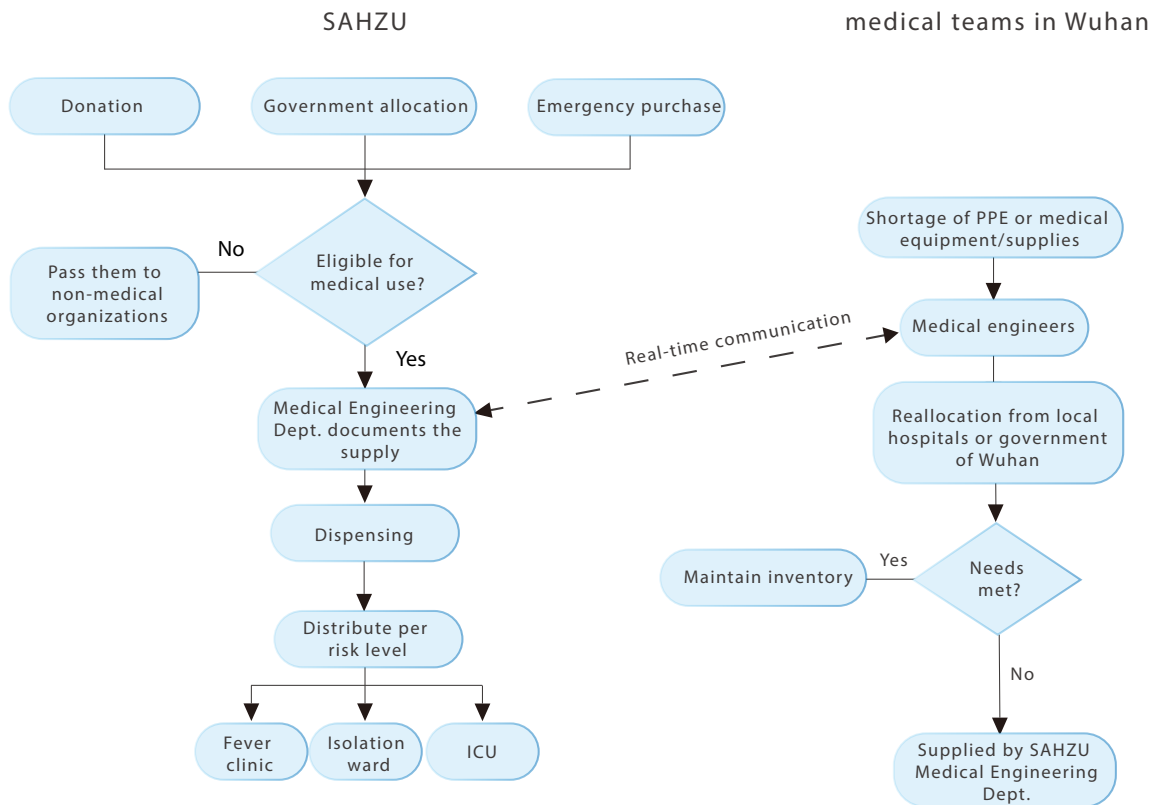 SAHZU
medical teams in Wuhan
Donation
Government allocation
Emergency purchase
Shortage of PPE or medical
equipment/supplies
No
Eligible for
medical use?
Pass them to
non-medical
organizations
Yes
Real-time communication
Medical engineers
Medical Engineering
Dept. documents the
supply
Reallocation from local
hospitals or government
of Wuhan
Dispensing
Maintain inventory
Yes
Needs
met?
Distribute per
risk level
No
Fever
clinic
Isolation
ward
ICU
Supplied by SAHZU
Medical Engineering
Dept.